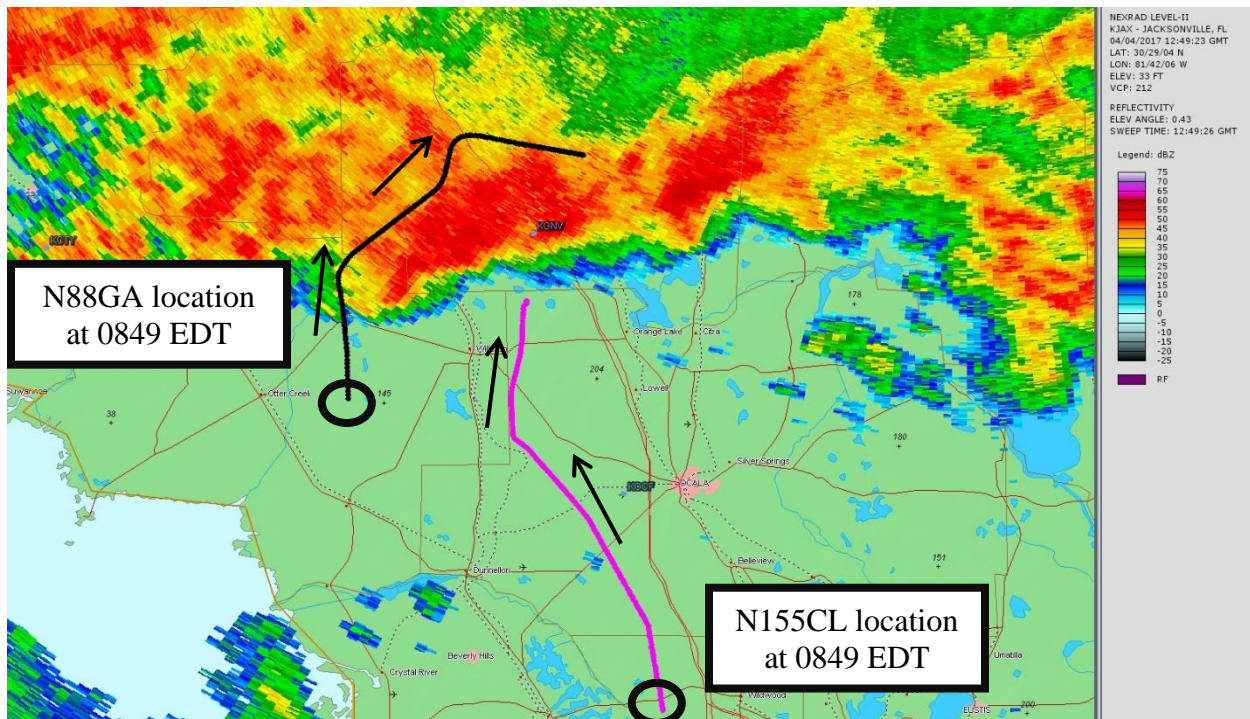 NEXRAD LEVEL-II
KJAX - JACKSONVILLE, FL
04/04/2017 12:49:23 GMT
LAT: 30/29/04 N
LON: 81/42/06 W
ELEV: 33 FT
VCP: 212
REFLECTIVITY
ELEV ANGLE: 0.43
SWEEP TIME: 12:49:26 GMT
Legend: dBZ
75
70
65
60
55
50
45
40
35
30
25
20
15
10
5
0
-5
-10
-15
-20
-25
RF
KGNV
N88GA location
at 0849 EDT
178
Orange Lake
Citra
204
Otter Creek
145
Lowell
38
180
Silver Springs
OCALA
Dunnellon
Belleview
151
N155CL location
at 0849 EDT
Beverly Hills
Crystal River
Umatilla
Wildwood
EUSTIS
200